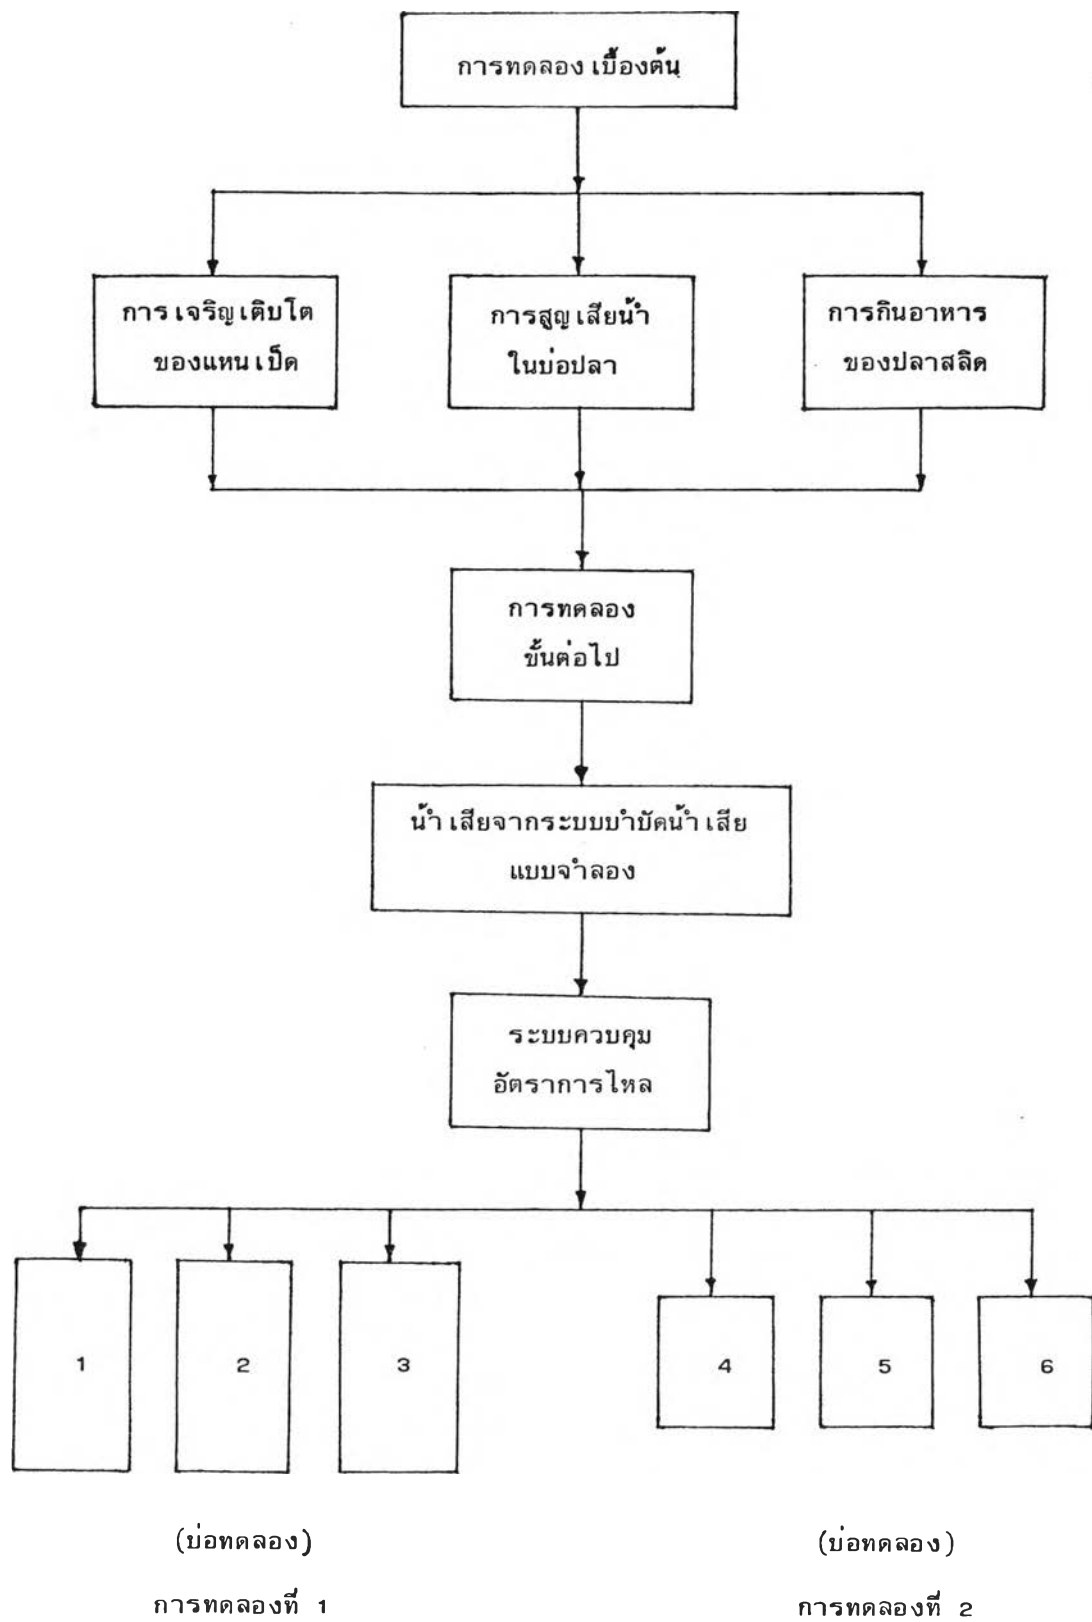 การทดลองเบื้องต้น
การเจริญเติบโต
ของแหนเป็ด
การสูญเสียน้ำ
ในบ่อปลา
การกินอาหาร
ของปลาสลิด
การทดลอง
ขั้นต่อไป
น้ำเสียจากระบบบำบัดน้ำเสีย
แบบจำลอง
ระบบควบคุม
อัตราการไหล
1
2
3
4
5
6
(บ่อทดลอง)
(บ่อทดลอง)
การทดลองที่ 1
การทดลองที่ 2